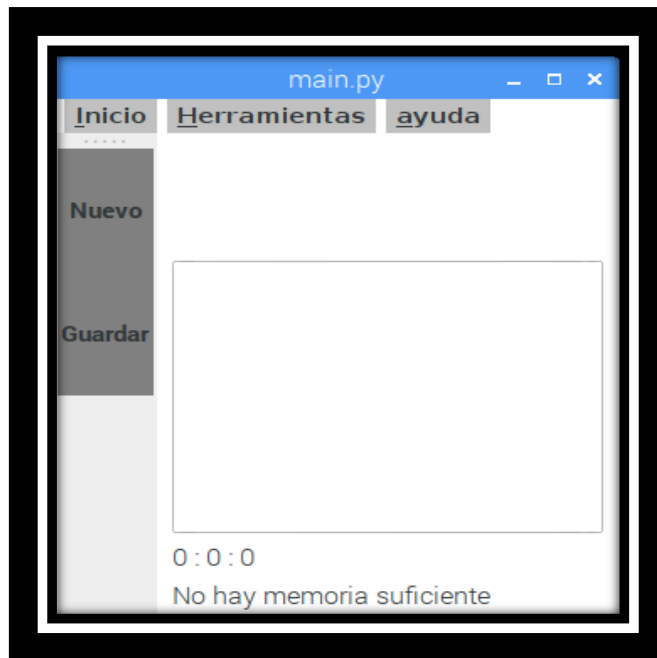 main.py
Inicio Herramientas ayuda
Nuevo
Guardar
0 : 0 : 0
No hay memoria suficiente